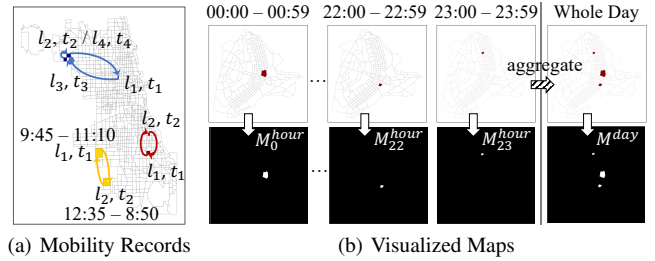 00:00 – 00:59
22:00 – 22:59
23:00 – 23:59
Whole Day
l₂, t₂ / l₄, t₄
l₃, t₃
l₁, t₁
l₂, t₂
9:45 – 11:10
l₁, t₁
l₁, t₁
l₂, t₂
12:35 – 8:50
...
aggregate
M₀ʰᵒᵘʳ
M₂₂ʰᵒᵘʳ
M₂₃ʰᵒᵘʳ
Mᵈᵃʸ
...
(a) Mobility Records
(b) Visualized Maps